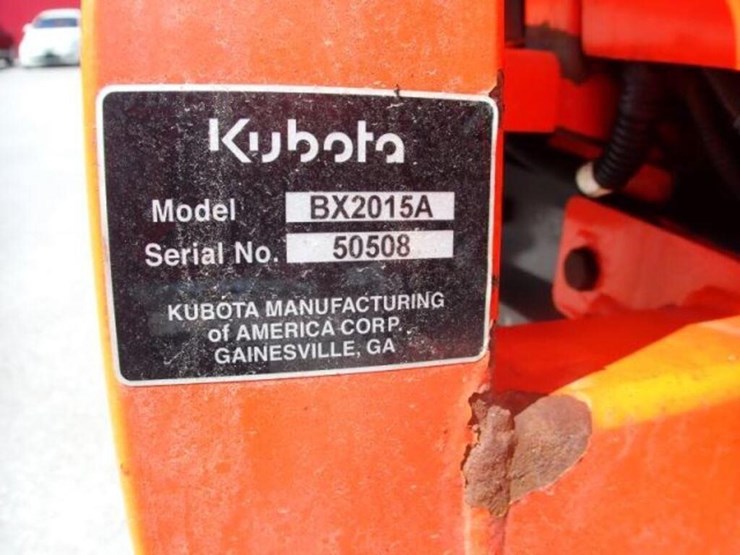 Kubota
Model BX2015A
Serial No. 50508
KUBOTA MANUFACTURING
of AMERICA CORP.
GAINESVILLE, GA